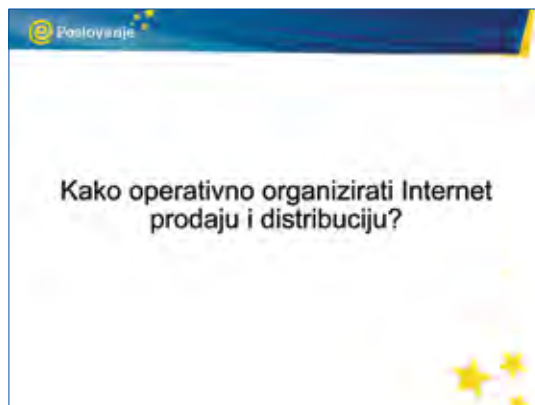 @ Poslovanje
Kako operativno organizirati Internet
prodaju i distribuciju?